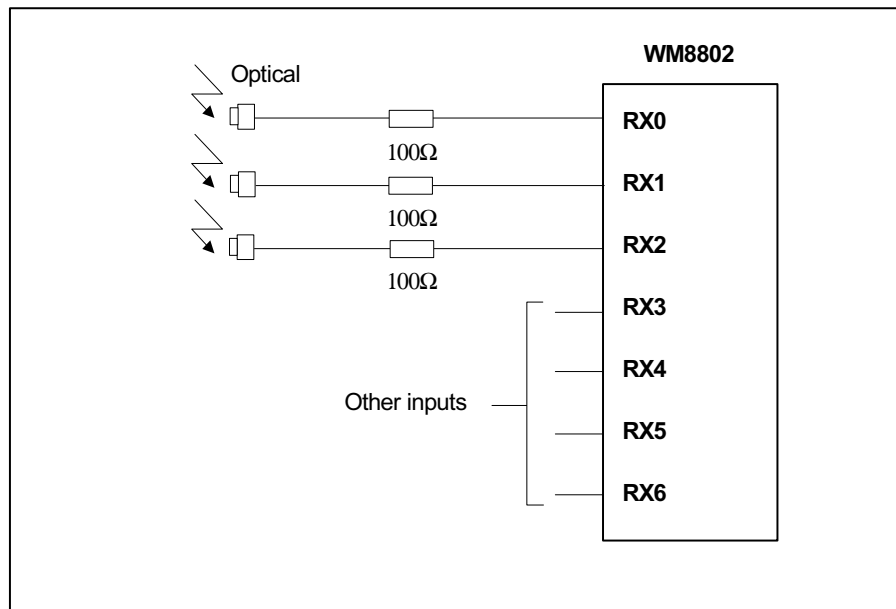 WM8802
Optical
RX0
100Ω
RX1
100Ω
RX2
100Ω
RX3
RX4
Other inputs
RX5
RX6